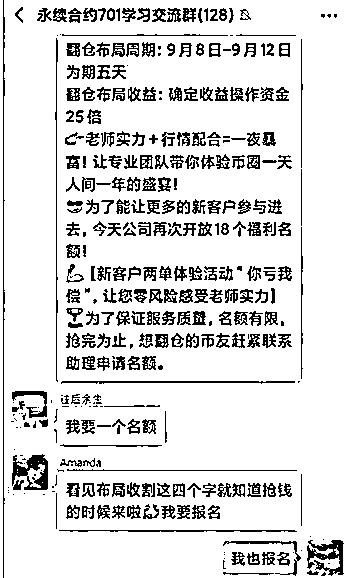 永续合约701学习交流群(128)
翻仓布局周期: 9月8日-9月12日
为期五天
翻仓布局收益: 确定收益操作资金
25倍
老师实力+行情配合=一夜暴
富! 让专业团队带你体验币圈一天
人间一年的盛宴!
😎为了能让更多的新客户参与进
去, 今天公司再次开放18个福利名
额!
💪【新客户两单体验活动“你亏我
偿”, 让您零风险感受老师实力】
为了保证服务质量, 名额有限,
抢完为止, 想翻仓的币友赶紧联系
助理申请名额。
往后余生
我要一个名额
Amanda
看见布局收割这四个字就知道抢钱
的时候来啦我要报名
我也报名